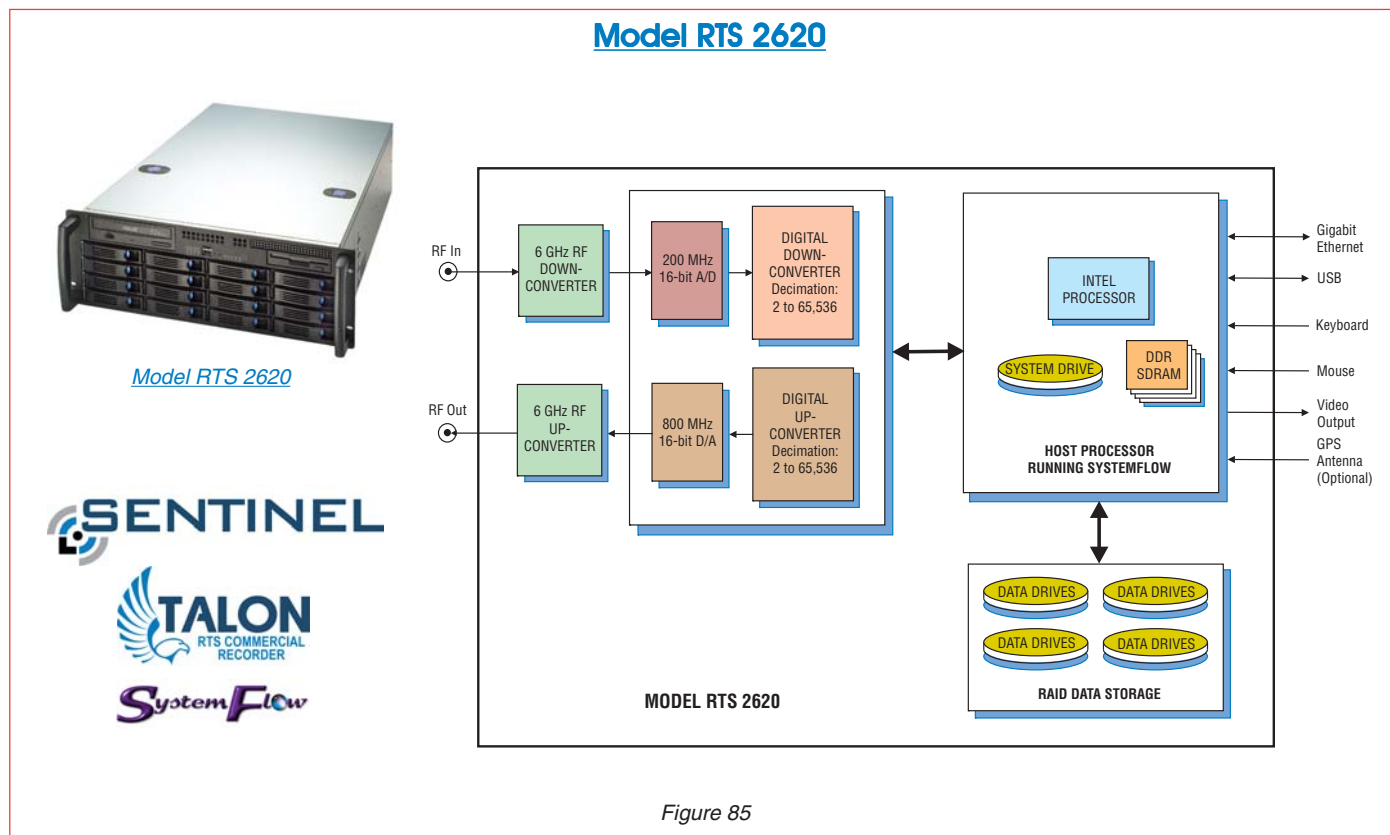 Model RTS 2620
Model RTS 2620
SENTINEL
TALON
RTS COMMERCIAL
RECORDER
SystemFlow
RF In
6 GHz RF
DOWN-
CONVERTER
200 MHz
16-bit A/D
DIGITAL
DOWN-
CONVERTER
Decimation:
2 to 65,536
RF Out
6 GHz RF
UP-
CONVERTER
800 MHz
16-bit D/A
DIGITAL
UP-
CONVERTER
Decimation:
2 to 65,536
INTEL
PROCESSOR
SYSTEM DRIVE
DDR
SDRAM
HOST PROCESSOR
RUNNING SYSTEMFLOW
Gigabit
Ethernet
USB
Keyboard
Mouse
Video
Output
GPS
Antenna
(Optional)
DATA DRIVES
DATA DRIVES
DATA DRIVES
DATA DRIVES
RAID DATA STORAGE
MODEL RTS 2620
Figure 85